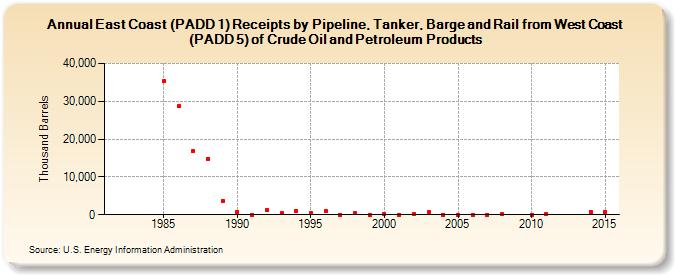 Annual East Coast (PADD 1) Receipts by Pipeline, Tanker, Barge and Rail from West Coast
(PADD 5) of Crude Oil and Petroleum Products
Thousand Barrels
40,000
30,000
20,000
10,000
0
1985 1990 1995 2000 2005 2010 2015
Source: U.S. Energy Information Administration